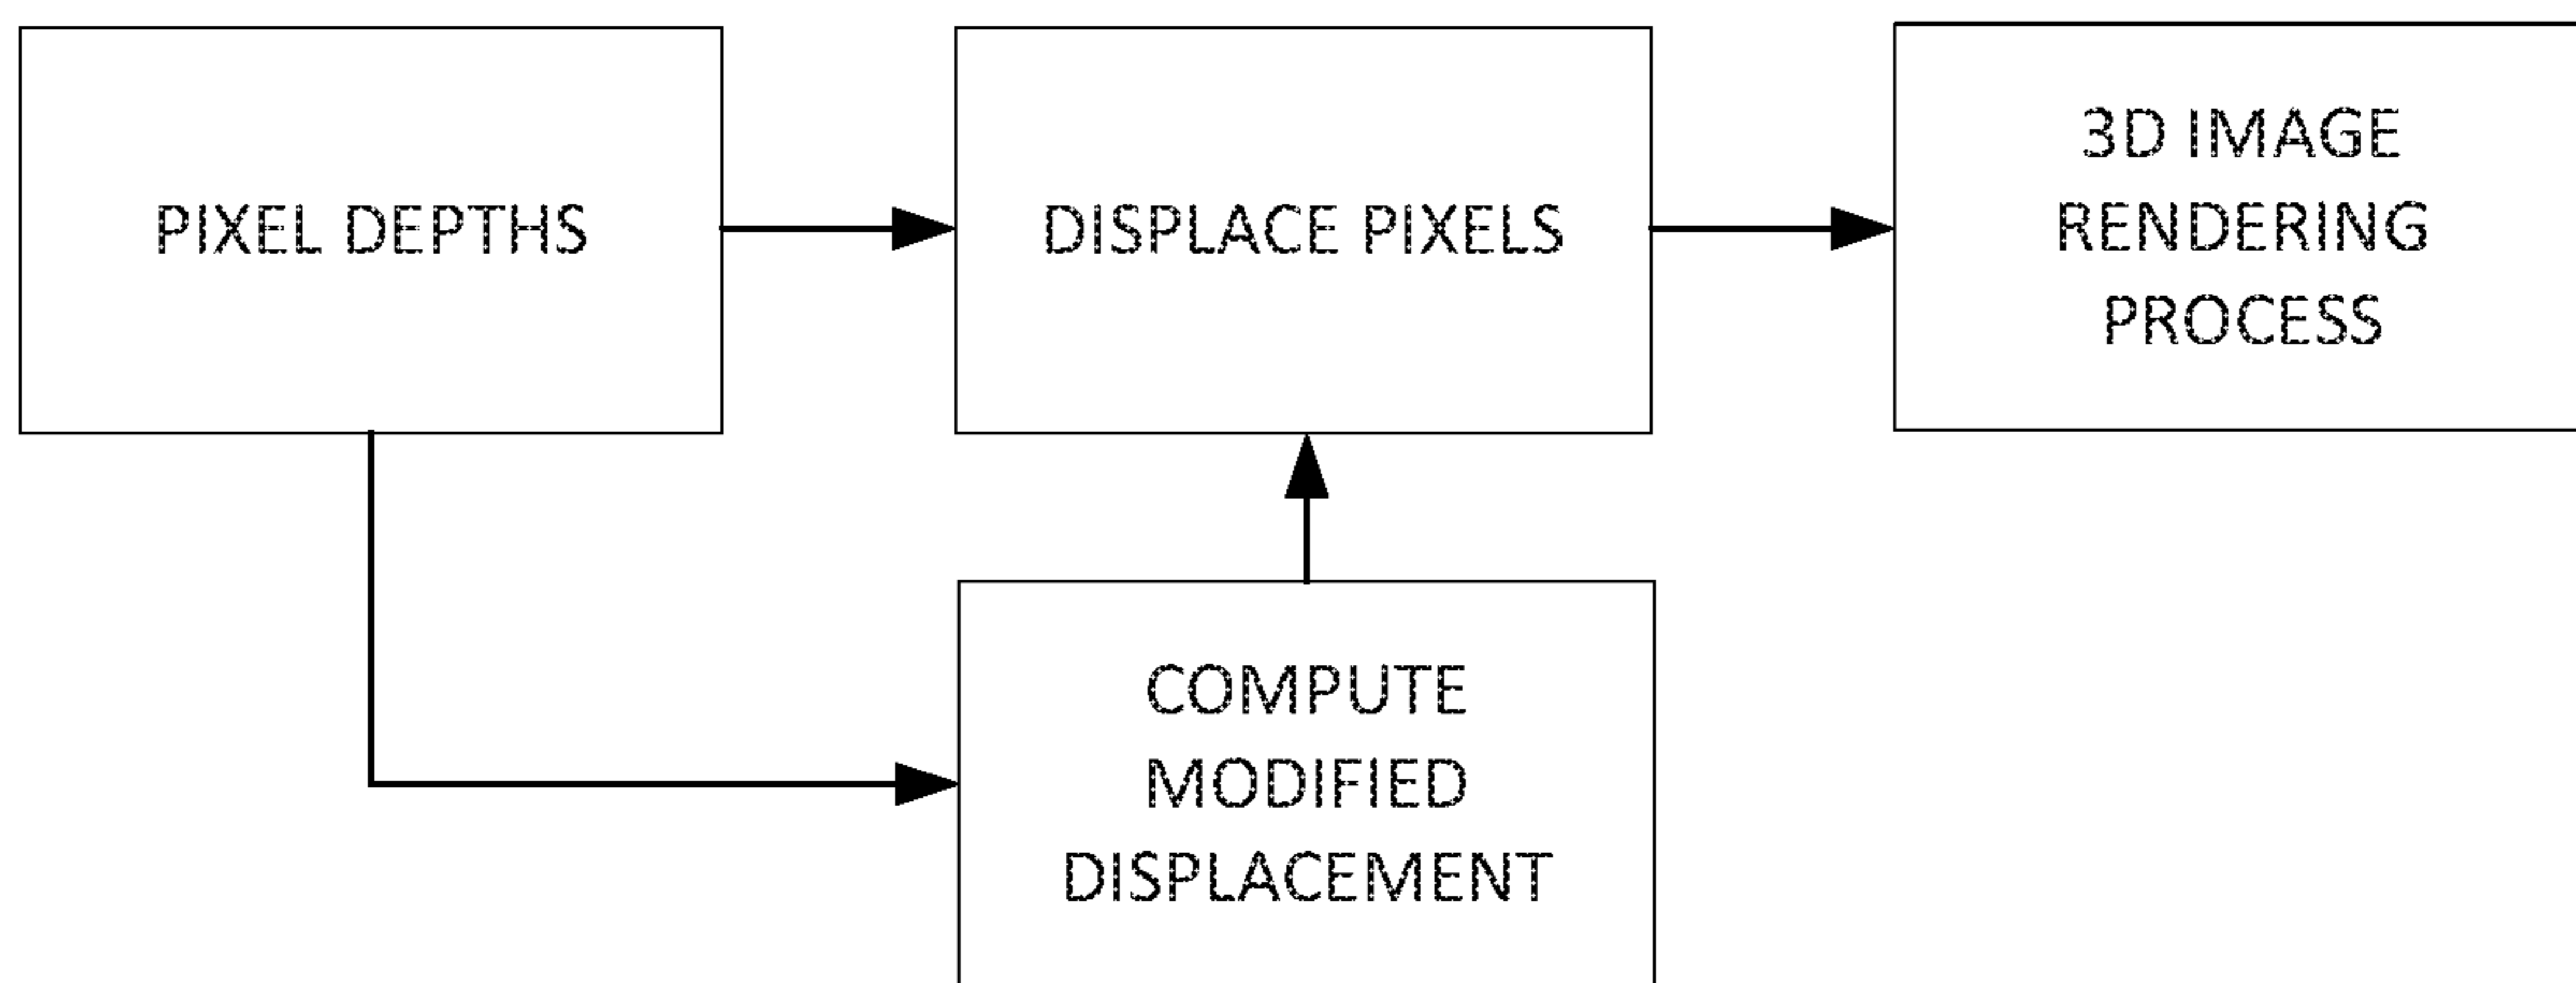 PIXEL DEPTHS
DISPLACE PIXELS
3D IMAGE
RENDERING
PROCESS
COMPUTE
MODIFIED
DISPLACEMENT